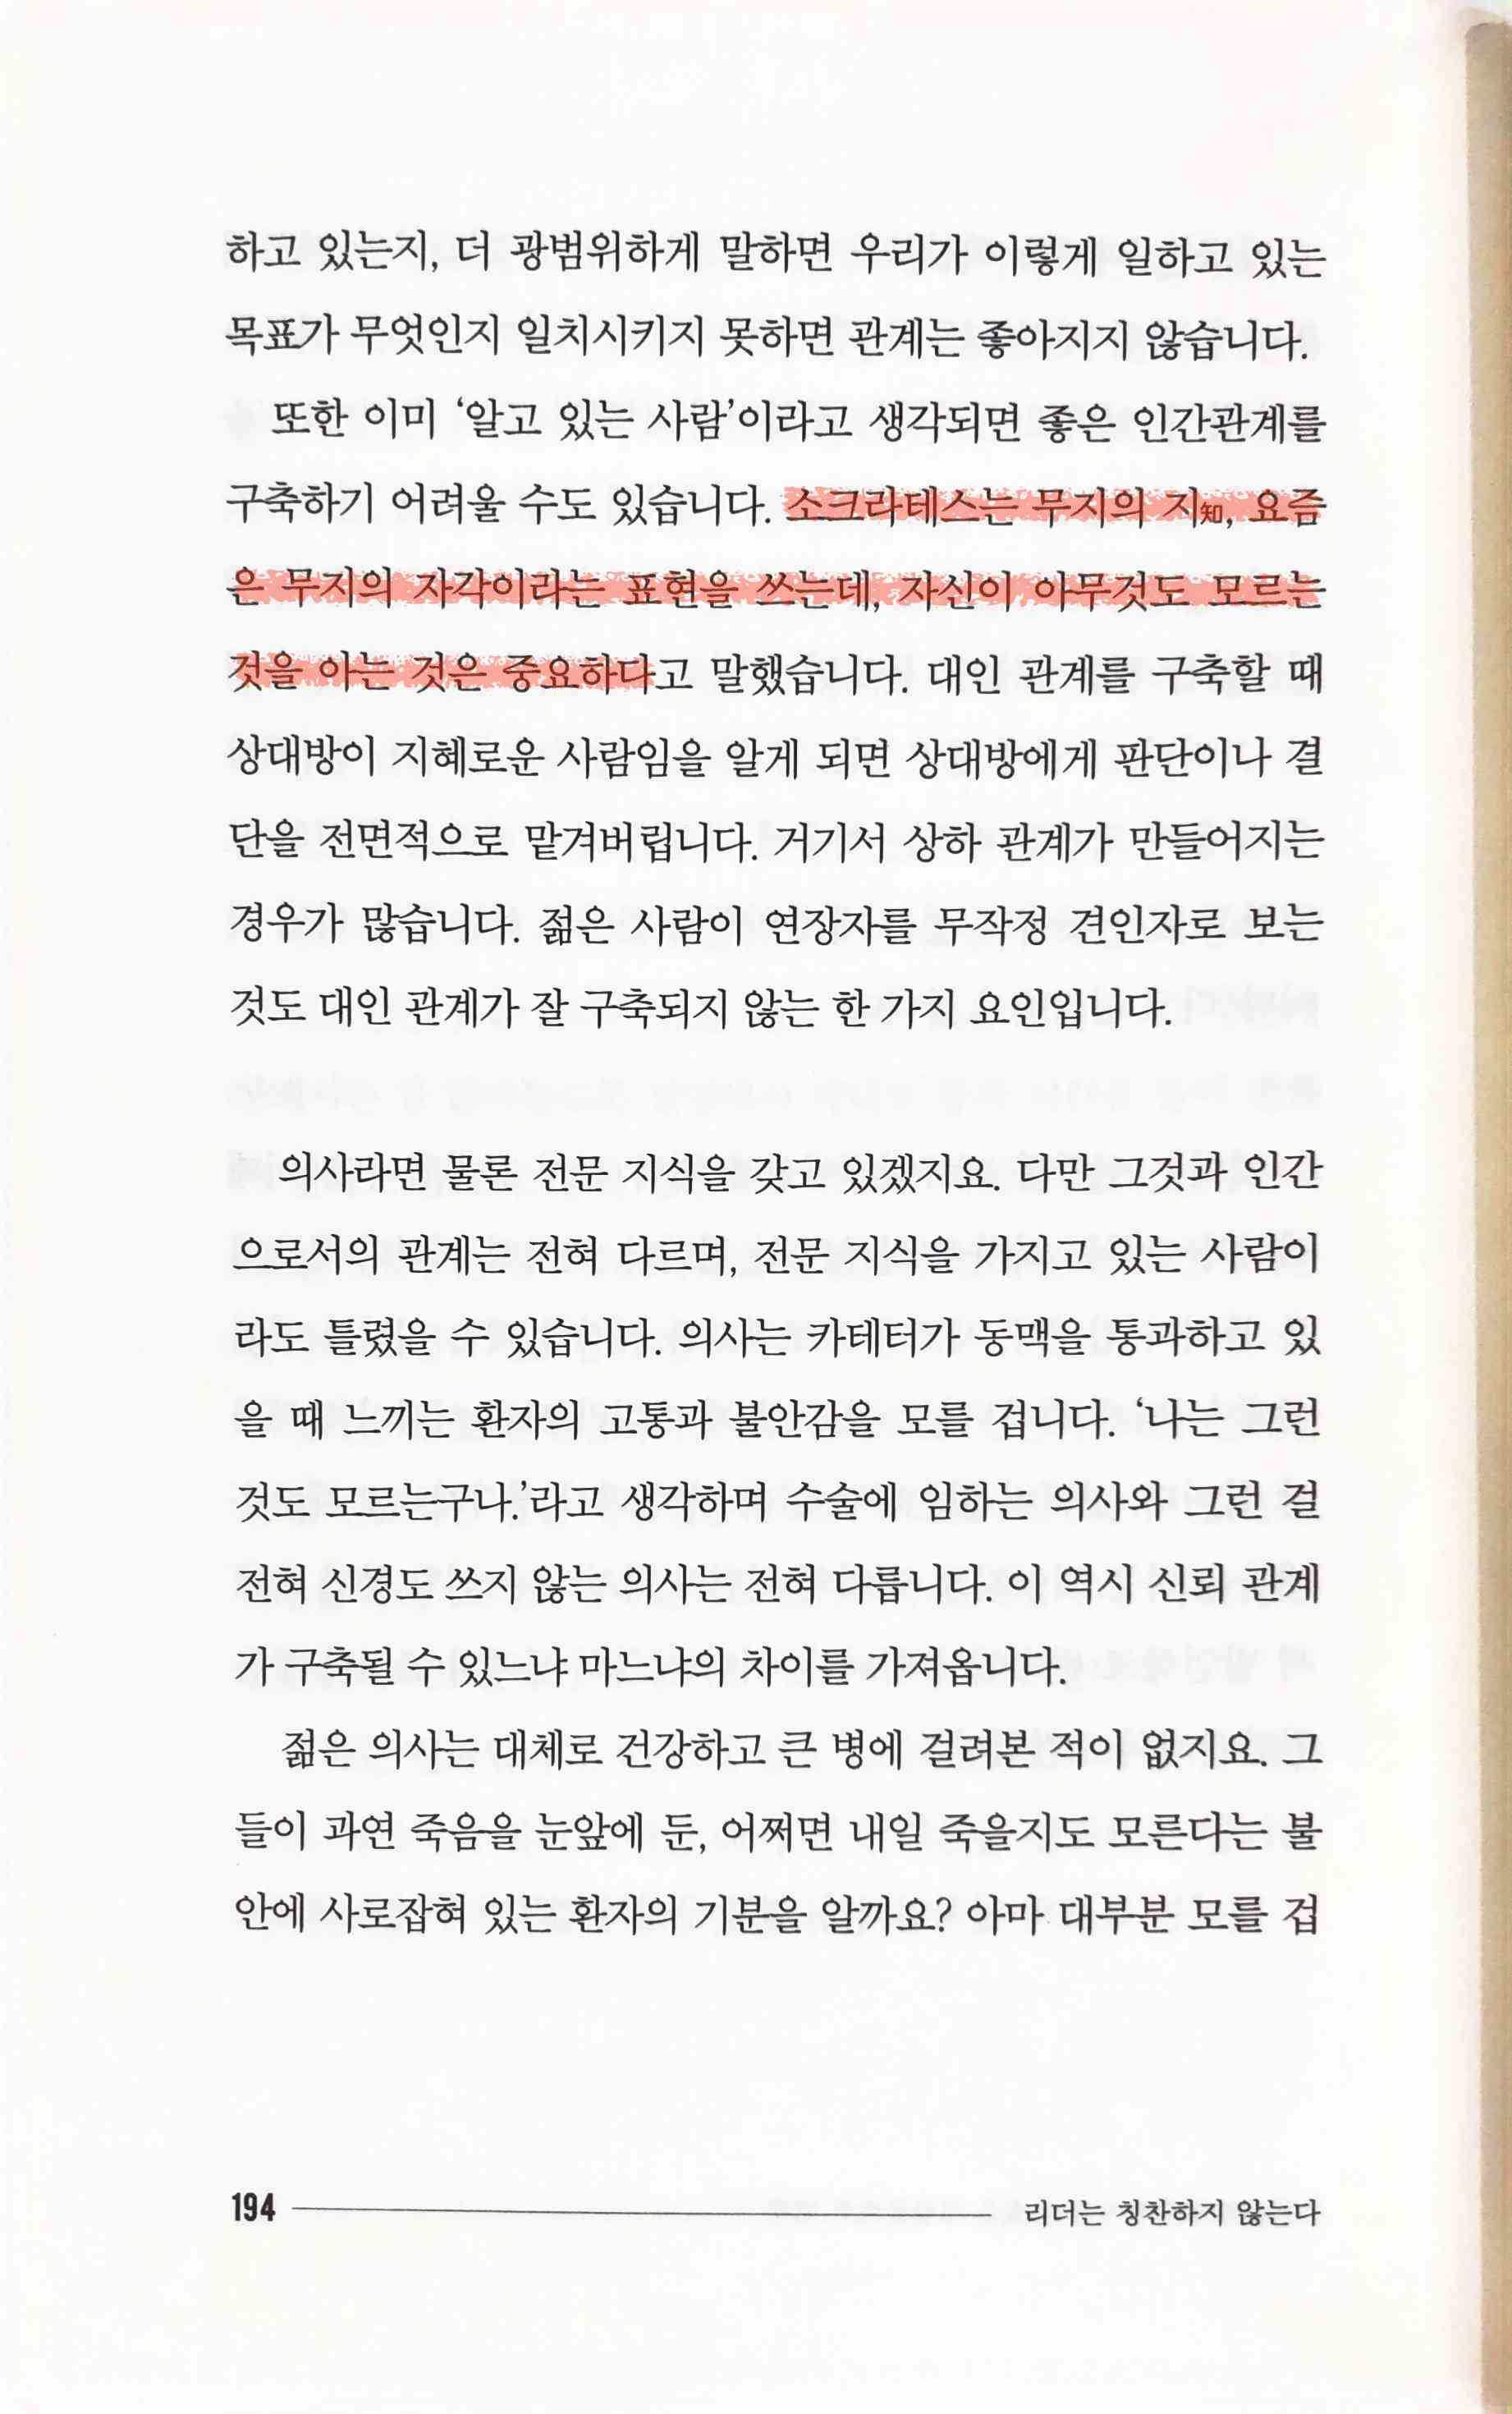 하고 있는지, 더 광범위하게 말하면 우리가 이렇게 일하고 있는
목표가 무엇인지 일치시키지 못하면 관계는 좋아지지 않습니다.
또한 이미 ‘알고 있는 사람’이라고 생각되면 좋은 인간관계를
구축하기 어려울 수도 있습니다. 소크라테스는 무지의 지知, 요즘
은 무지의 자각이라는 표현을 쓰는데, 자신이 아무것도 모르는
것을 아는 것은 중요하다고 말했습니다. 대인 관계를 구축할 때
상대방이 지혜로운 사람임을 알게 되면 상대방에게 판단이나 결
단을 전면적으로 맡겨버립니다. 거기서 상하 관계가 만들어지는
경우가 많습니다. 젊은 사람이 연장자를 무작정 견인자로 보는
것도 대인 관계가 잘 구축되지 않는 한 가지 요인입니다.
의사라면 물론 전문 지식을 갖고 있겠지요. 다만 그것과 인간
으로서의 관계는 전혀 다르며, 전문 지식을 가지고 있는 사람이
라도 틀렸을 수 있습니다. 의사는 카테터가 동맥을 통과하고 있
을 때 느끼는 환자의 고통과 불안감을 모를 겁니다. ‘나는 그런
것도 모르는구나.’라고 생각하며 수술에 임하는 의사와 그런 걸
전혀 신경도 쓰지 않는 의사는 전혀 다릅니다. 이 역시 신뢰 관계
가 구축될 수 있느냐 마느냐의 차이를 가져옵니다.
젊은 의사는 대체로 건강하고 큰 병에 걸려본 적이 없지요. 그
들이 과연 죽음을 눈앞에 둔, 어쩌면 내일 죽을지도 모른다는 불
안에 사로잡혀 있는 환자의 기분을 알까요? 아마 대부분 모를 겁
194 리더는 칭찬하지 않는다